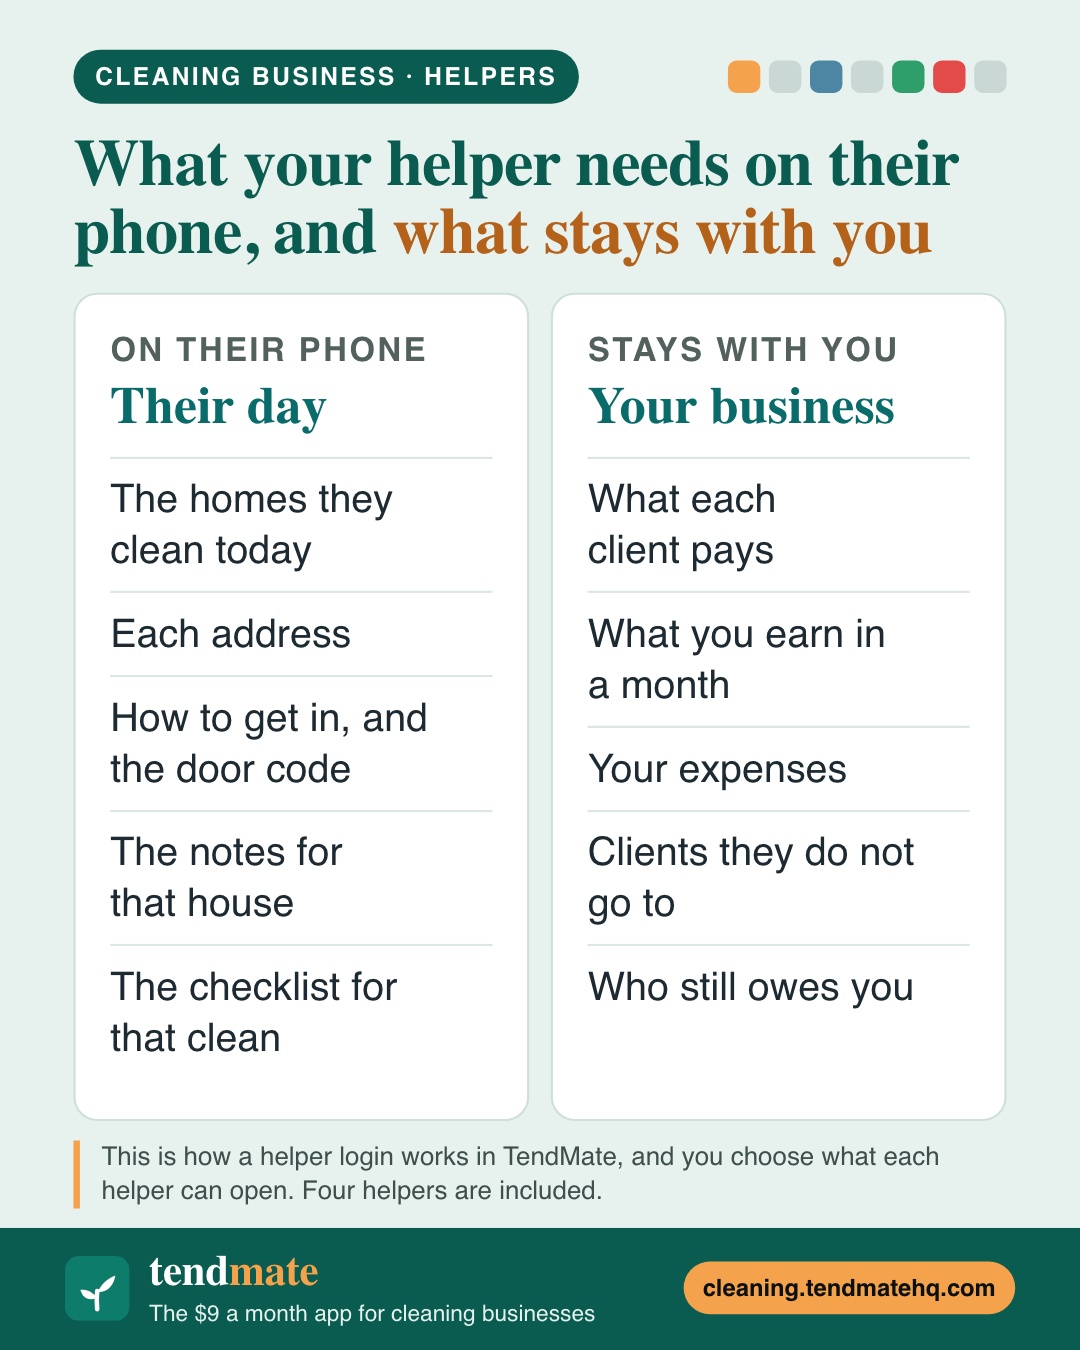 CLEANING BUSINESS · HELPERS
What your helper needs on their
phone, and what stays with you
ON THEIR PHONE
Their day
The homes they
clean today
Each address
How to get in, and
the door code
The notes for
that house
The checklist for
that clean
STAYS WITH YOU
Your business
What each
client pays
What you earn in
a month
Your expenses
Clients they do not
go to
Who still owes you
This is how a helper login works in TendMate, and you choose what each
helper can open. Four helpers are included.
tendmate
The $9 a month app for cleaning businesses
cleaning.tendmatehq.com